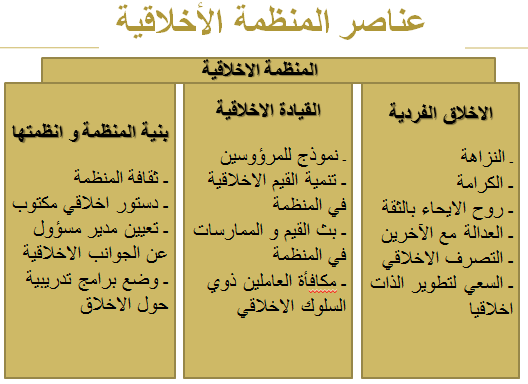 عناصر المنظمة الأخلاقية
المنظمة الاخلاقية
الاخلاق الفردية
ـ النزاهة
ـ الكرامة
ـ روح الايحاء بالثقة
ـ العدالة مع الآخرين
ـ التصرف الاخلاقي
ـ السعي لتطوير الذات
اخلاقيا
القيادة الاخلاقية
ـ نموذج للمرؤوسين
ـ تنمية القيم الاخلاقية
في المنظمة
ـ بث القيم و الممارسات
في المنظمة
ـ مكافأة العاملين ذوي
السلوك الاخلاقي
بنية المنظمة و انظمتها
ـ ثقافة المنظمة
ـ دستور اخلاقي مكتوب
ـ تعيين مدير مسؤول
عن الجوانب الاخلاقية
ـ وضع برامج تدريبية
حول الاخلاق